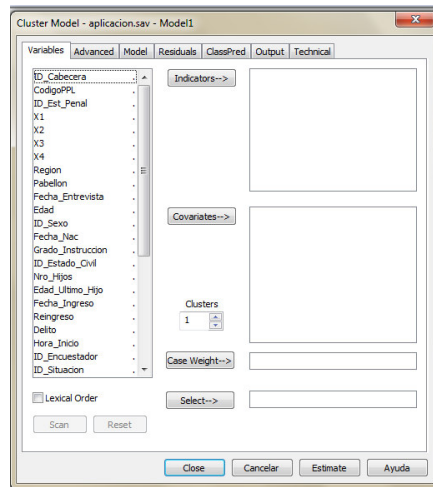 Cluster Model - aplicacion.sav - Model1
Variables Advanced Model Residuals ClassPred Output Technical
ID_Cabecera .
CodigoPPL .
ID_Est_Penal .
X1 .
X2 .
X3 .
X4 .
Region .
Pabellon .
Fecha_Entrevista .
Edad .
ID_Sexo .
Fecha_Nac .
Grado_Instruccion .
ID_Estado_Civil .
Nro_Hijos .
Edad_Ultimo_Hijo .
Fecha_Ingreso .
Reingreso .
Delito .
Hora_Inicio .
ID_Encuestador .
ID_Situacion .
Indicators-->
Covariates-->
Clusters
1
Case Weight-->
Lexical Order
Select-->
Scan Reset
Close Cancelar Estimate Ayuda